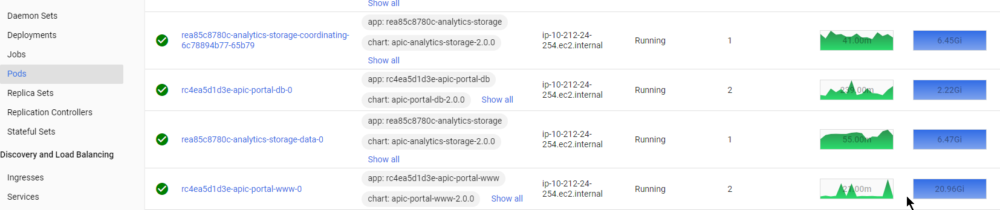 Daemon Sets
Deployments
Jobs
Pods
Replica Sets
Replication Controllers
Stateful Sets
Discovery and Load Balancing
Ingresses
Services
Show all
rea85c8780c-analytics-storage-coordinating-
6c78894b77-65b79
app: rea85c8780c-analytics-storage
chart: apic-analytics-storage-2.0.0
Show all
ip-10-212-24-
254.ec2.internal
Running
1
41.00m
6.45Gi
rc4ea5d1d3e-apic-portal-db-0
app: rc4ea5d1d3e-apic-portal-db
chart: apic-portal-db-2.0.0
Show all
ip-10-212-24-
254.ec2.internal
Running
2
239.00m
2.22Gi
rea85c8780c-analytics-storage-data-0
app: rea85c8780c-analytics-storage
chart: apic-analytics-storage-2.0.0
Show all
ip-10-212-24-
254.ec2.internal
Running
1
55.00m
6.47Gi
rc4ea5d1d3e-apic-portal-www-0
app: rc4ea5d1d3e-apic-portal-www
chart: apic-portal-www-2.0.0
Show all
ip-10-212-24-
254.ec2.internal
Running
2
21.00m
20.96Gi